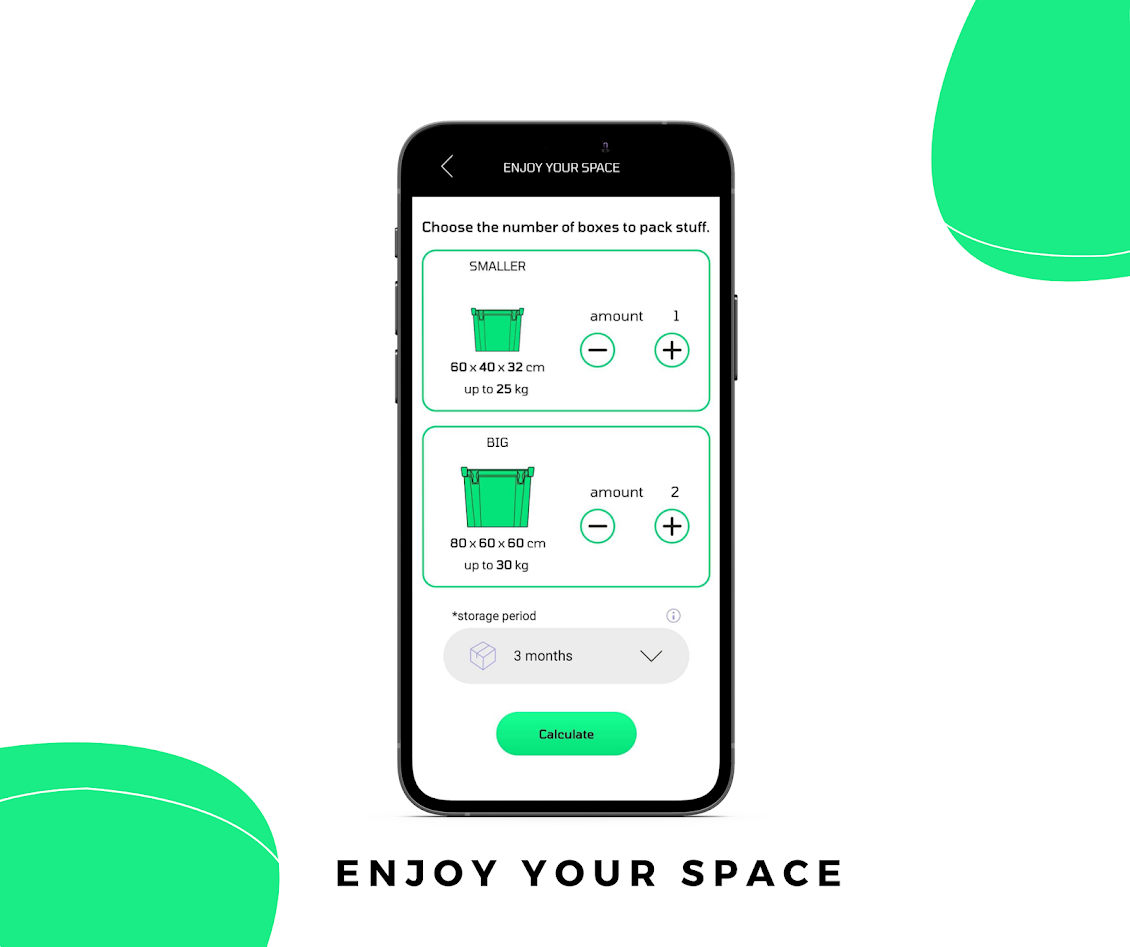 ENJOY YOUR SPACE
Choose the number of boxes to pack stuff.
SMALLER
amount 1
60 x 40 x 32 cm
up to 25 kg
BIG
amount 2
80 x 60 x 60 cm
up to 30 kg
*storage period
3 months
Calculate
ENJOY YOUR SPACE